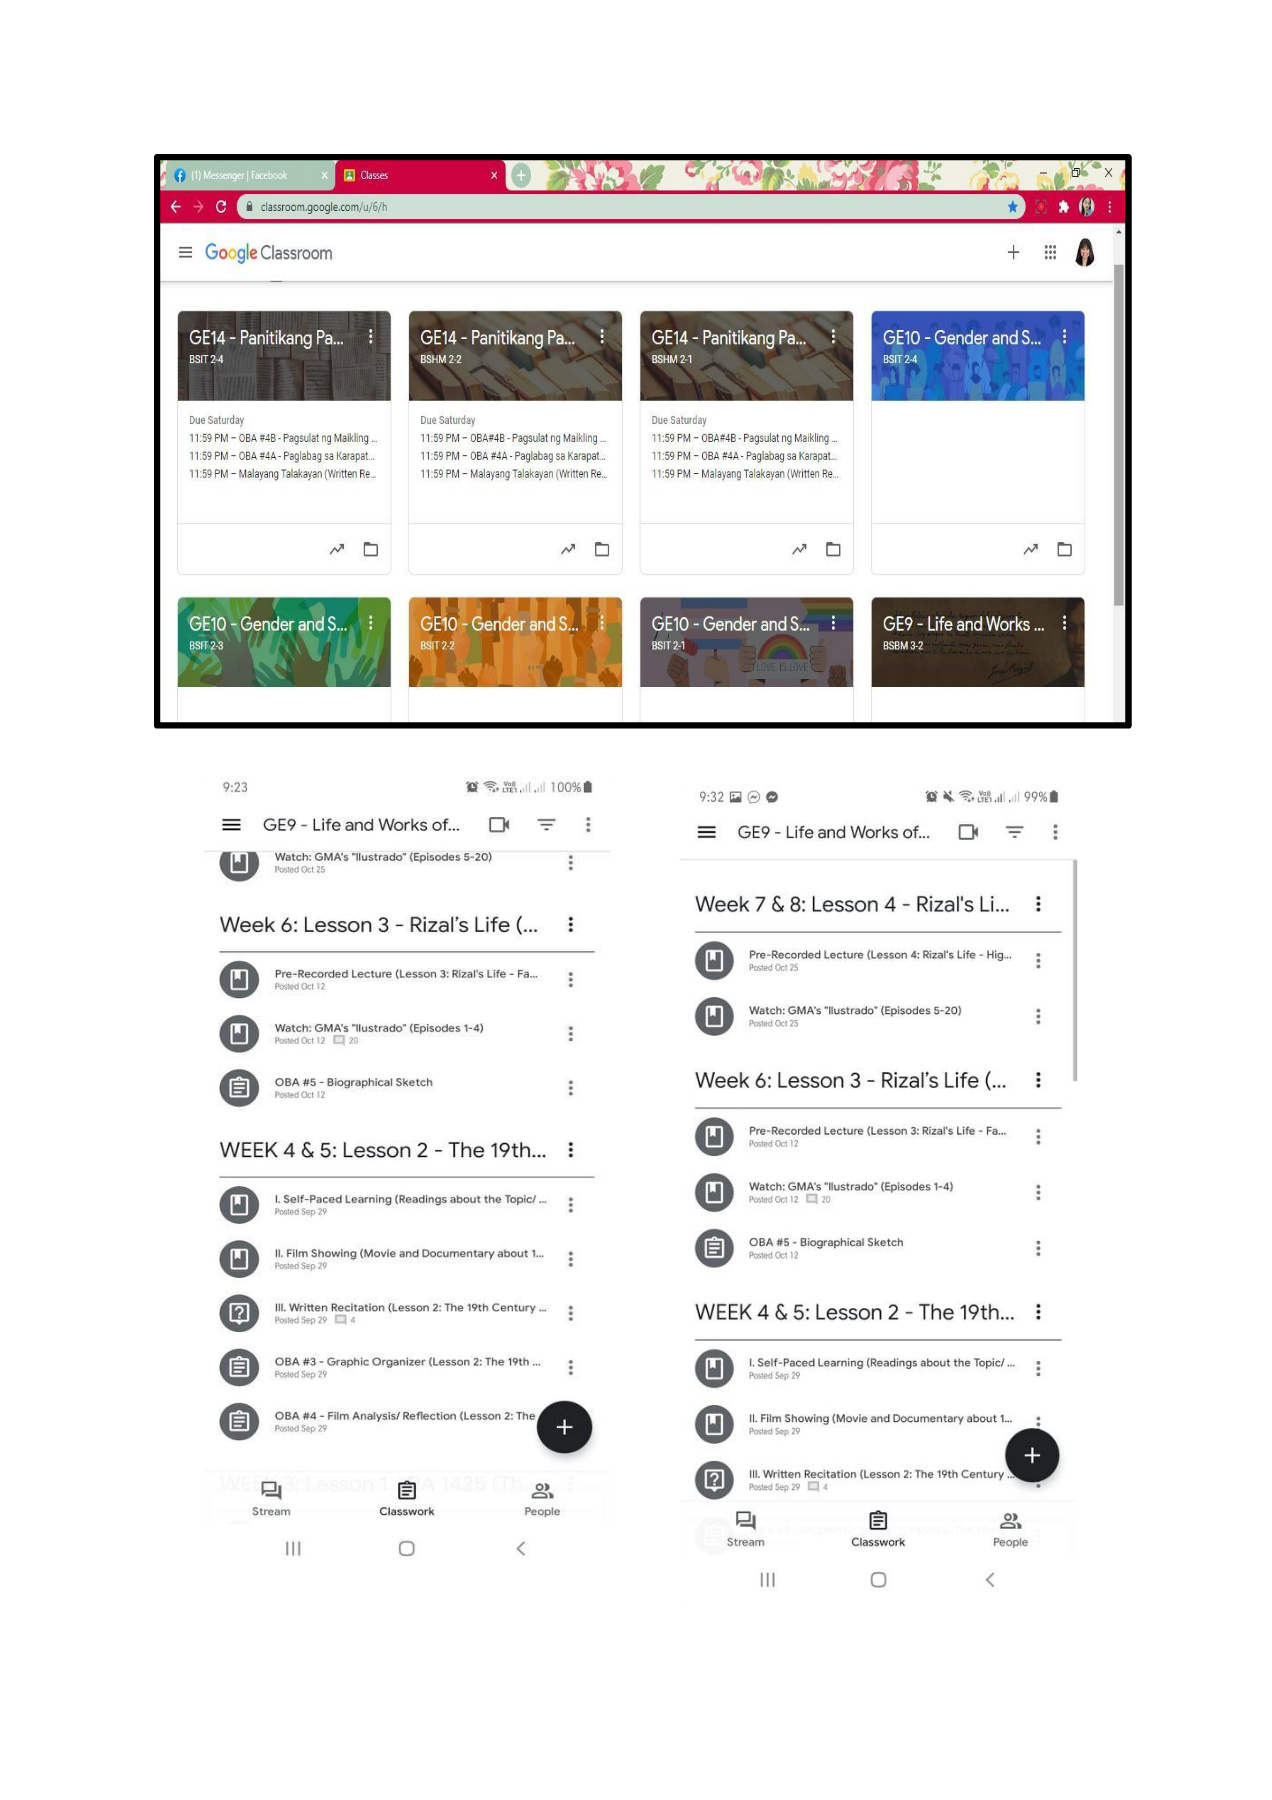 (1) Messenger | Facebook
Classes
classroom.google.com/u/6/h
Google Classroom
GE14 - Panitikang Pa...
BSIT 2-4
GE14 - Panitikang Pa...
BSHM 2-2
GE14 - Panitikang Pa...
BSHM 2-1
GE10 - Gender and S...
BSIT 2-4
Due Saturday
11:59 PM – OBA #4B - Pagsulat ng Maikling ...
11:59 PM – OBA #4A - Paglabag sa Karapat...
11:59 PM – Malayang Talakayan (Written Re...
Due Saturday
11:59 PM – OBA#4B - Pagsulat ng Maikling ...
11:59 PM – OBA #4A - Paglabag sa Karapat...
11:59 PM – Malayang Talakayan (Written Re...
Due Saturday
11:59 PM – OBA#4B - Pagsulat ng Maikling ...
11:59 PM – OBA #4A - Paglabag sa Karapat...
11:59 PM – Malayang Talakayan (Written Re...
GE10 - Gender and S...
BSIT 2-3
GE10 - Gender and S...
BSIT 2-2
GE10 - Gender and S...
BSIT 2-1
LOVE IS LOVE
GE9 - Life and Works ...
BSBM 3-2
9:23
Vo)) LTE1 100%
GE9 - Life and Works of...
Watch: GMA's "Ilustrado" (Episodes 5-20)
Posted Oct 25
Week 6: Lesson 3 - Rizal's Life (...
Pre-Recorded Lecture (Lesson 3: Rizal's Life - Fa...
Posted Oct 12
Watch: GMA's "Ilustrado" (Episodes 1-4)
Posted Oct 12 20
OBA #5 - Biographical Sketch
Posted Oct 12
WEEK 4 & 5: Lesson 2 - The 19th...
I. Self-Paced Learning (Readings about the Topic/ ...
Posted Sep 29
II. Film Showing (Movie and Documentary about 1...
Posted Sep 29
III. Written Recitation (Lesson 2: The 19th Century ...
Posted Sep 29 4
OBA #3 - Graphic Organizer (Lesson 2: The 19th ...
Posted Sep 29
OBA #4 - Film Analysis/ Reflection (Lesson 2: The
Posted Sep 29
Stream
Classwork
People
9:32
Vo)) LTE1 99%
GE9 - Life and Works of...
Week 7 & 8: Lesson 4 - Rizal's Li...
Pre-Recorded Lecture (Lesson 4: Rizal's Life - Hig...
Posted Oct 25
Watch: GMA's "Ilustrado" (Episodes 5-20)
Posted Oct 25
Week 6: Lesson 3 - Rizal's Life (...
Pre-Recorded Lecture (Lesson 3: Rizal's Life - Fa...
Posted Oct 12
Watch: GMA's "Ilustrado" (Episodes 1-4)
Posted Oct 12 20
OBA #5 - Biographical Sketch
Posted Oct 12
WEEK 4 & 5: Lesson 2 - The 19th...
I. Self-Paced Learning (Readings about the Topic/ ...
Posted Sep 29
II. Film Showing (Movie and Documentary about 1...
Posted Sep 29
III. Written Recitation (Lesson 2: The 19th Century ...
Posted Sep 29 4
Stream
Classwork
People